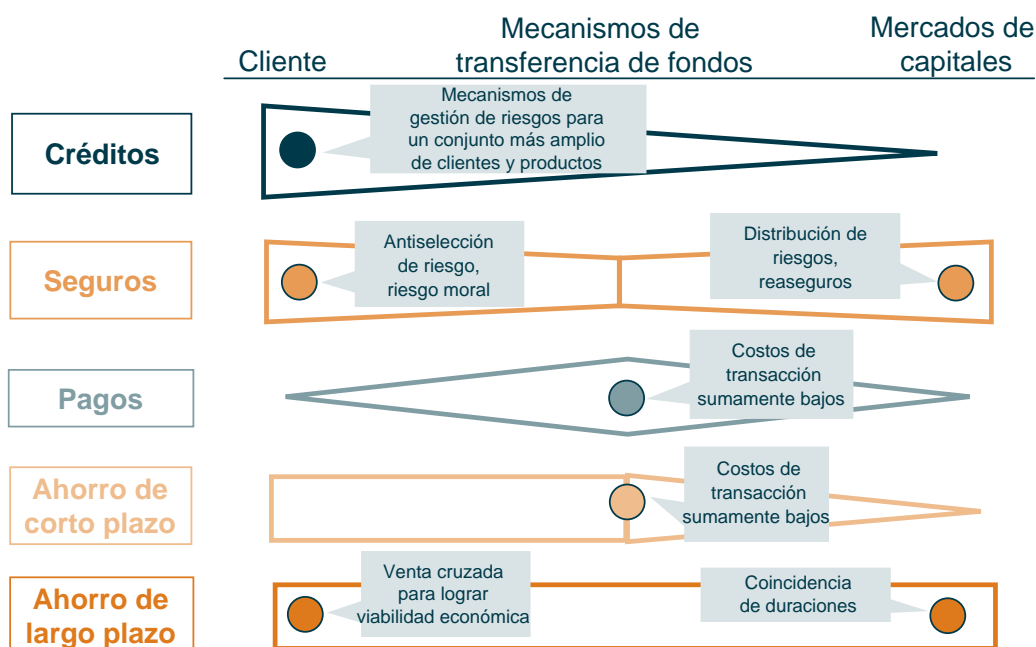 Cliente
Mecanismos de
transferencia de fondos
Mercados de
capitales
Créditos
Mecanismos de
gestión de riesgos para
un conjunto más amplio
de clientes y productos
Seguros
Antiselección
de riesgo,
riesgo moral
Distribución de
riesgos,
reaseguros
Pagos
Costos de
transacción
sumamente bajos
Ahorro de
corto plazo
Costos de
transacción
sumamente bajos
Ahorro de
largo plazo
Venta cruzada
para lograr
viabilidad económica
Coincidencia
de duraciones